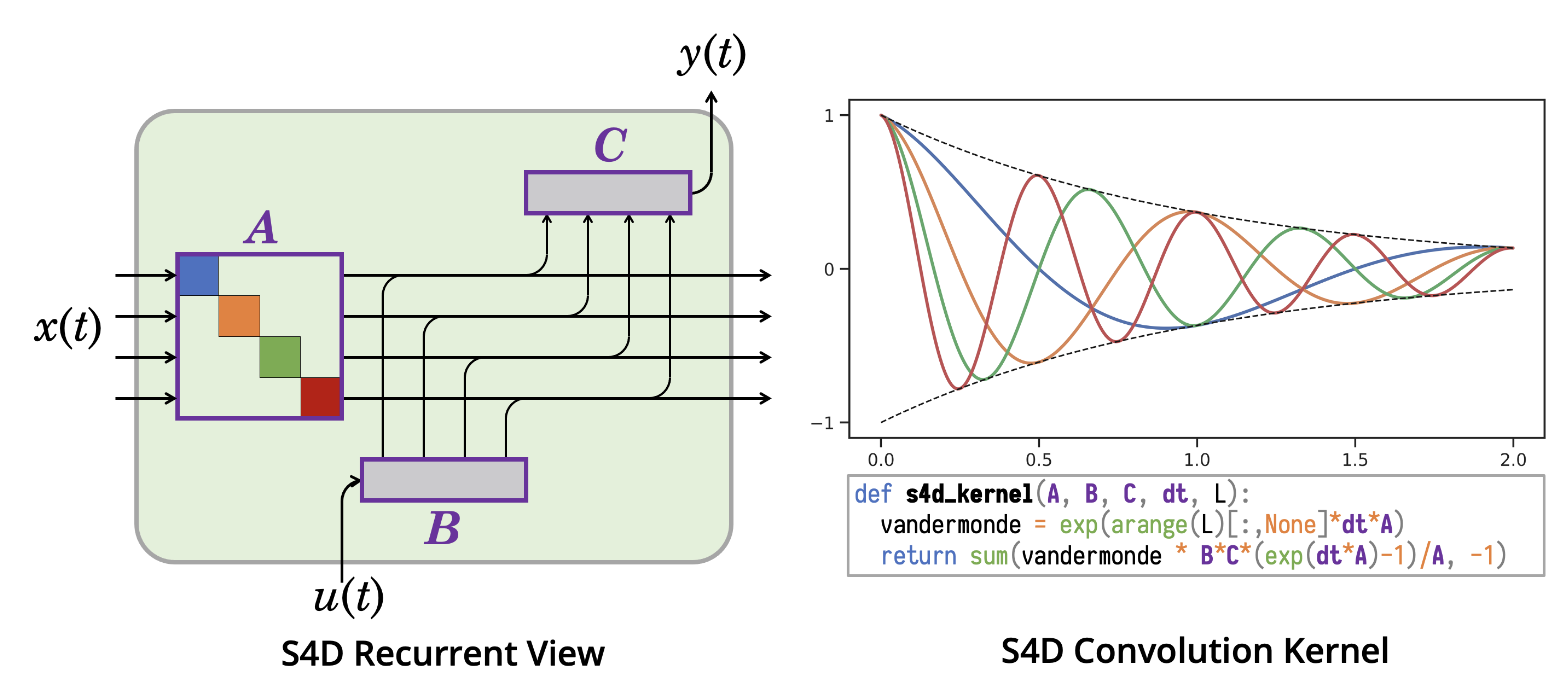 y(t)
C
A
x(t)
B
u(t)
S4D Recurrent View
1
0
−1
0.0 0.5 1.0 1.5 2.0
def s4d_kernel(A, B, C, dt, L):
  vandermonde = exp(arange(L)[:,None]*dt*A)
  return sum(vandermonde * B*C*(exp(dt*A)-1)/A, -1)
S4D Convolution Kernel